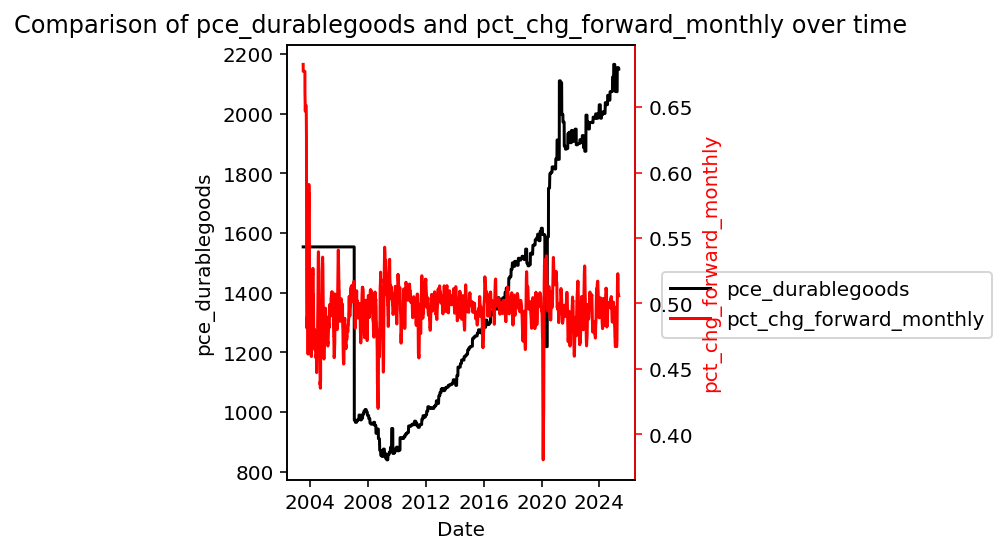 Comparison of pce_durablegoods and pct_chg_forward_monthly over time
2200
2000
1800
1600
1400
1200
1000
800
pce_durablegoods
0.65
0.60
0.55
0.50
0.45
0.40
pct_chg_forward_monthly
pce_durablegoods
pct_chg_forward_monthly
2004 2008 2012 2016 2020 2024
Date